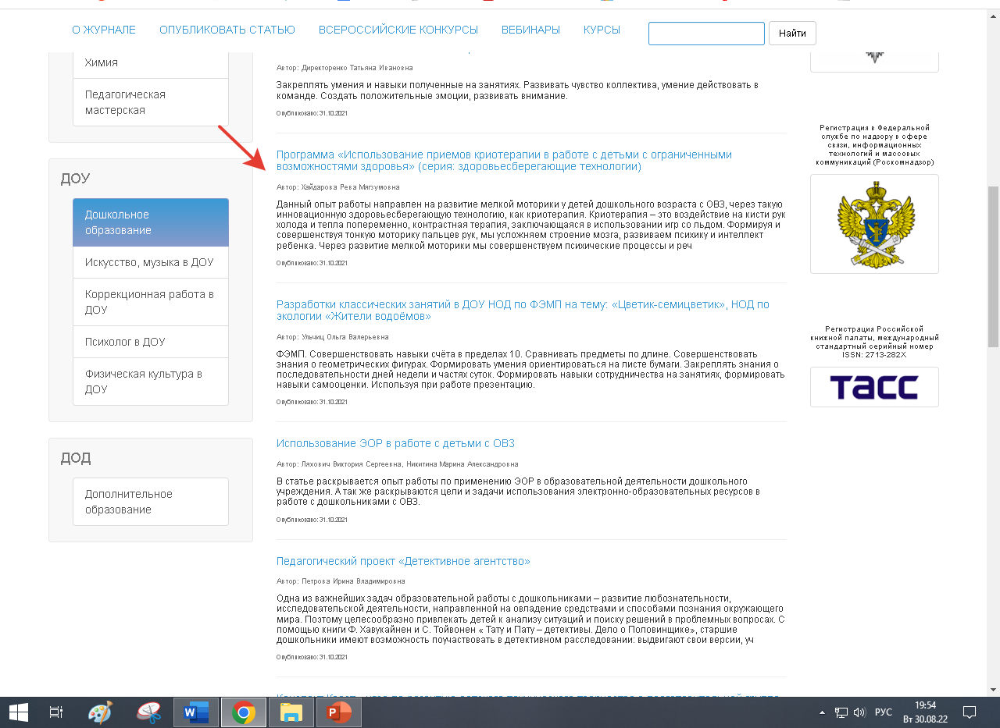 О ЖУРНАЛЕ
ОПУБЛИКОВАТЬ СТАТЬЮ
ВСЕРОССИЙСКИЕ КОНКУРСЫ
ВЕБИНАРЫ
КУРСЫ
Найти
Химия
Педагогическая
мастерская
ДОУ
Дошкольное
образование
Искусство, музыка в ДОУ
Коррекционная работа в
ДОУ
Психолог в ДОУ
Физическая культура в
ДОУ
ДОД
Дополнительное
образование
Автор: Директоренко Татьяна Ивановна
Закреплять умения и навыки полученные на занятиях. Развивать чувство коллектива, умение действовать в
команде. Создать положительные эмоции, развивать внимание.
Опубликовано: 31.10.2021
Программа «Использование приемов криотерапии в работе с детьми с ограниченными
возможностями здоровья» (серия: здоровьесберегающие технологии)
Автор: Хайдарова Рева Мягзумовна
Данный опыт работы направлен на развитие мелкой моторики у детей дошкольного возраста с ОВЗ, через такую
инновационную здоровьесберегающую технологию, как криотерапия. Криотерапия – это воздействие на кисти рук
холода и тепла попеременно, контрастная терапия, заключающаяся в использовании игр со льдом. Формируя и
совершенствуя тонкую моторику пальцев рук, мы усложняем строение мозга, развиваем психику и интеллект
ребенка. Через развитие мелкой моторики мы совершенствуем психические процессы и реч
Опубликовано: 31.10.2021
Разработки классических занятий в ДОУ НОД по ФЭМП на тему: «Цветик-семицветик», НОД по
экологии «Жители водоёмов»
Автор: Ульчиц Ольга Валерьевна
ФЭМП. Совершенствовать навыки счёта в пределах 10. Сравнивать предметы по длине. Совершенствовать
знания о геометрических фигурах. Формировать умения ориентироваться на листе бумаги. Закреплять знания о
последовательности дней недели и частях суток. Формировать навыки сотрудничества на занятиях, формировать
навыки самооценки. Используя при работе презентацию.
Опубликовано: 31.10.2021
Использование ЭОР в работе с детьми с ОВЗ
Автор: Ляхович Виктория Сергеевна, Никитина Марина Александровна
В статье раскрывается опыт работы по применению ЭОР в образовательной деятельности дошкольного
учреждения. А так же раскрываются цели и задачи использования электронно-образовательных ресурсов в
работе с дошкольниками с ОВЗ.
Опубликовано: 31.10.2021
Педагогический проект «Детективное агентство»
Автор: Петрова Ирина Владимировна
Одна из важнейших задач образовательной работы с дошкольниками – развитие любознательности,
исследовательской деятельности, направленной на овладение средствами и способами познания окружающего
мира. Поэтому целесообразно привлекать детей к анализу ситуаций и поиску решений в проблемных вопросах. С
помощью книги Ф. Хавукайнен и С. Тойвонен « Тату и Пату – детективы. Дело о Половинщике», старшие
дошкольники имеют возможность поучаствовать в детективном расследовании: выдвигают свои версии, уч
Опубликовано: 31.10.2021
Регистрация в Федеральной
службе по надзору в сфере
связи, информационных
технологий и массовых
коммуникаций (Роскомнадзор)
Регистрация Российской
книжной палаты, международный
стандартный серийный номер
ISSN: 2713-282X
ТАСС
W
P
РУС
19:54
Вт 30.08.22